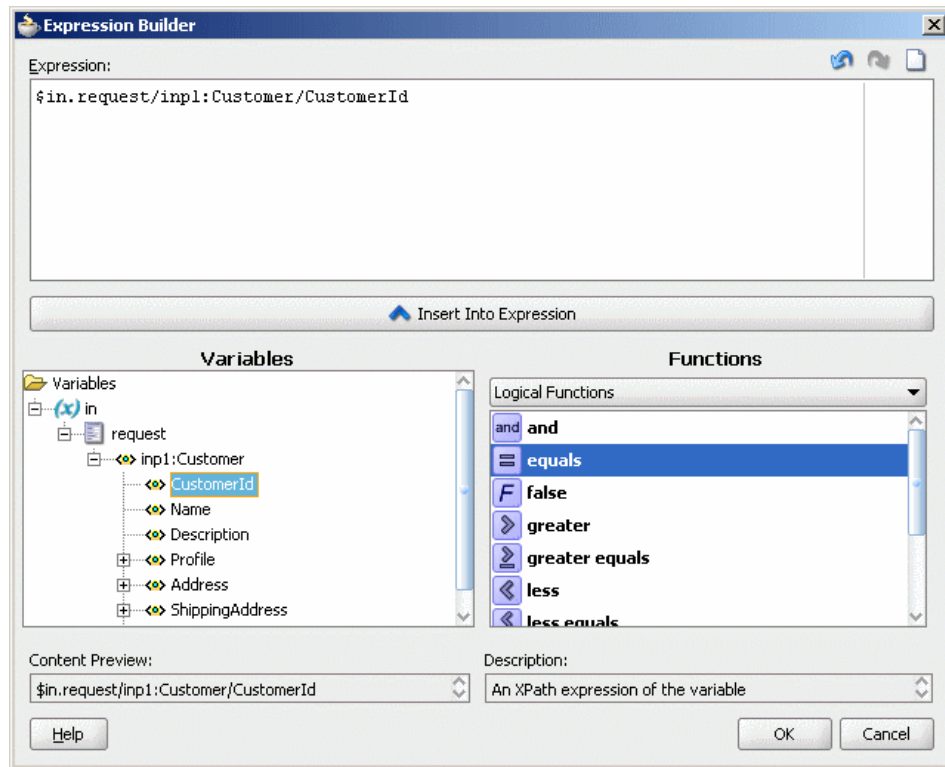 Expression Builder
Expression:
$in.request/inp1:Customer/CustomerId
Insert Into Expression
Variables
Variables
(x) in
request
inp1:Customer
CustomerId
Name
Description
Profile
Address
ShippingAddress
Functions
Logical Functions
and and
equals
F false
greater
greater equals
less
less equals
Content Preview:
$in.request/inp1:Customer/CustomerId
Description:
An XPath expression of the variable
Help
OK
Cancel